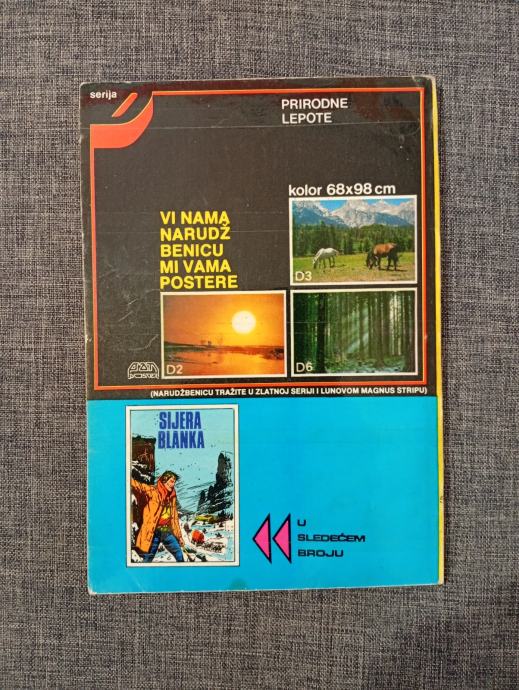 serija
PRIRODNE
LEPOTE
kolor 68x98 cm
VI NAMA
NARUDŽ
BENICU
MI VAMA
POSTERE
D3
D2
D6
(NARUDŽBENICU TRAŽITE U ZLATNOJ SERIJI I LUNOVOM MAGNUS STRIPU)
SIJERA
BLANKA
U
SLEDEĆEM
BROJU